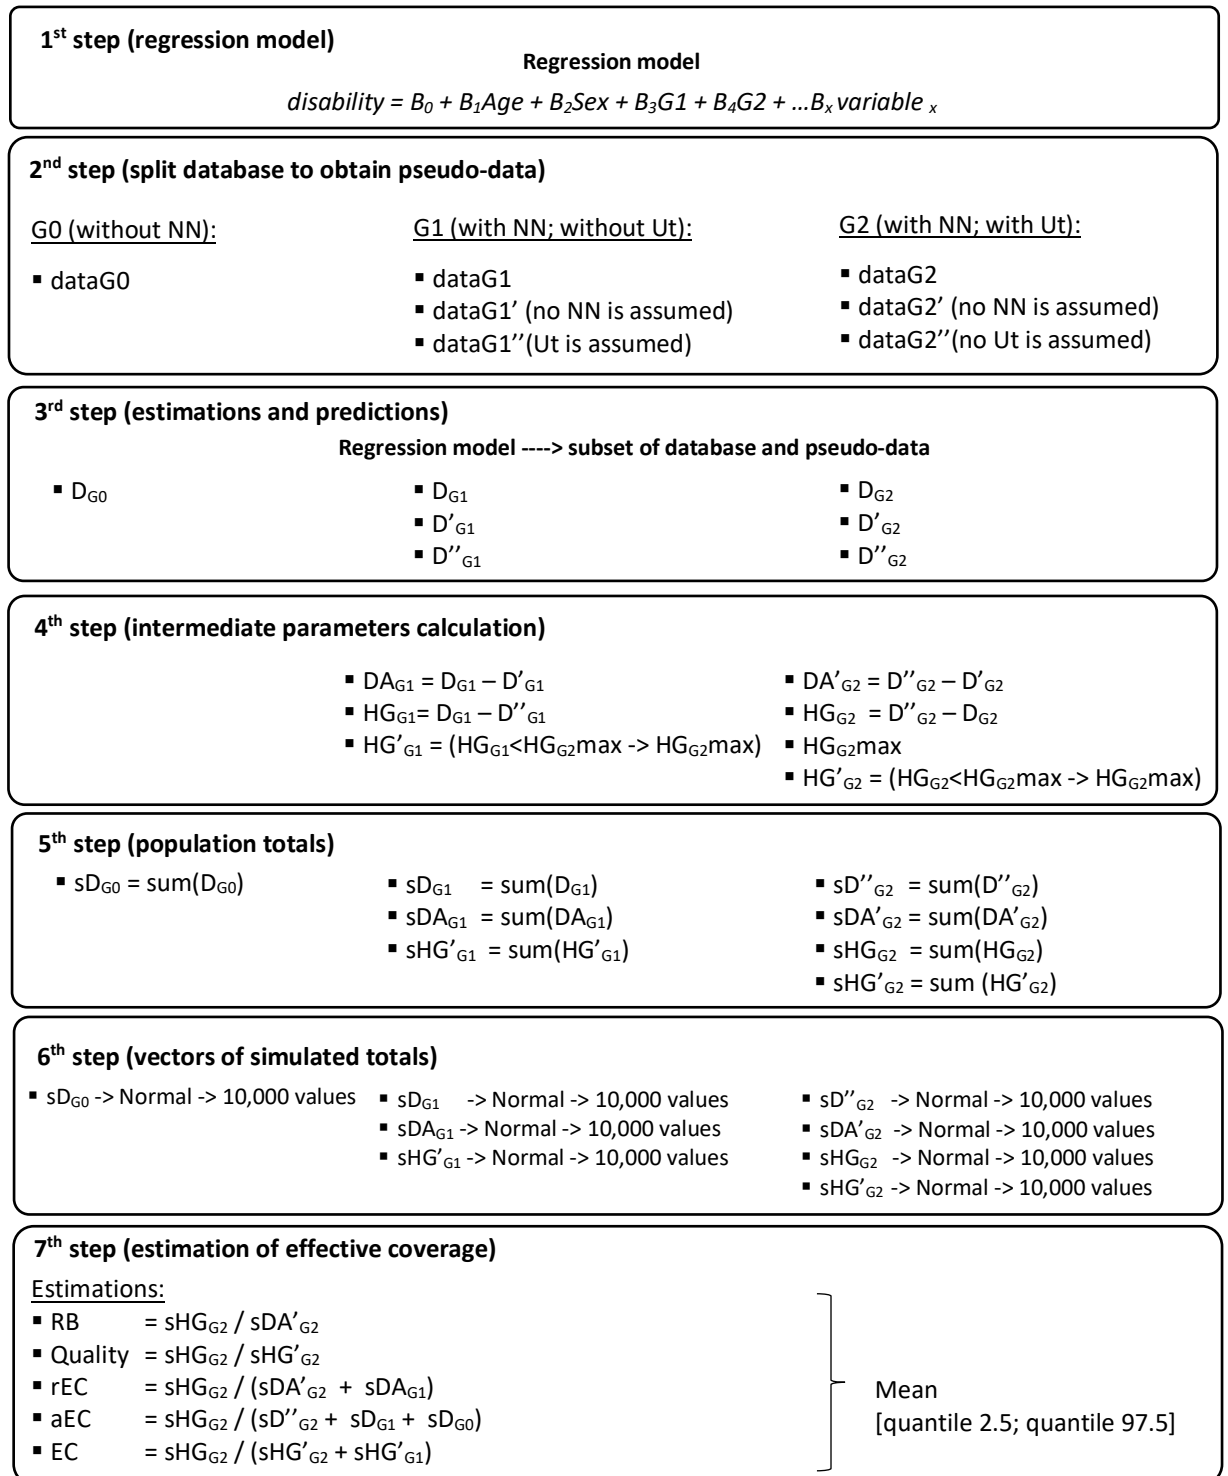 1st step (regression model)
Regression model
disability = B0 + B1Age + B2Sex + B3G1 + B4G2 + ...Bx variable x
2nd step (split database to obtain pseudo-data)
G0 (without NN): G1 (with NN; without Ut): G2 (with NN; with Ut):
▪ dataG0 ▪ dataG1 ▪ dataG2
▪ dataG1' (no NN is assumed) ▪ dataG2' (no NN is assumed)
▪ dataG1''(Ut is assumed) ▪ dataG2''(no Ut is assumed)
3rd step (estimations and predictions)
Regression model ----> subset of database and pseudo-data
▪ DG0 ▪ DG1 ▪ DG2
▪ D'G1 ▪ D'G2
▪ D''G1 ▪ D''G2
4th step (intermediate parameters calculation)
▪ DAG1 = DG1 – D'G1 ▪ DA'G2 = D''G2 – D'G2
▪ HGG1= DG1 – D''G1 ▪ HGG2 = D''G2 – DG2
▪ HG'G1 = (HGG1<HGG2max -> HGG2max) ▪ HGG2max
▪ HG'G2 = (HGG2<HGG2max -> HGG2max)
5th step (population totals)
▪ sDG0 = sum(DG0) ▪ sDG1 = sum(DG1) ▪ sD''G2 = sum(D''G2)
▪ sDAG1 = sum(DAG1) ▪ sDA'G2 = sum(DA'G2)
▪ sHG'G1 = sum(HG'G1) ▪ sHGG2 = sum(HGG2)
▪ sHG'G2 = sum (HG'G2)
6th step (vectors of simulated totals)
▪ sDG0 -> Normal -> 10,000 values ▪ sDG1 -> Normal -> 10,000 values ▪ sD''G2 -> Normal -> 10,000 values
▪ sDAG1 -> Normal -> 10,000 values ▪ sDA'G2 -> Normal -> 10,000 values
▪ sHG'G1 -> Normal -> 10,000 values ▪ sHGG2 -> Normal -> 10,000 values
▪ sHG'G2 -> Normal -> 10,000 values
7th step (estimation of effective coverage)
Estimations:
▪ RB = sHGG2 / sDA'G2
▪ Quality = sHGG2 / sHG'G2
▪ rEC = sHGG2 / (sDA'G2 + sDAG1)
▪ aEC = sHGG2 / (sD''G2 + sDG1 + sDG0)
▪ EC = sHGG2 / (sHG'G2 + sHG'G1)
Mean
[quantile 2.5; quantile 97.5]